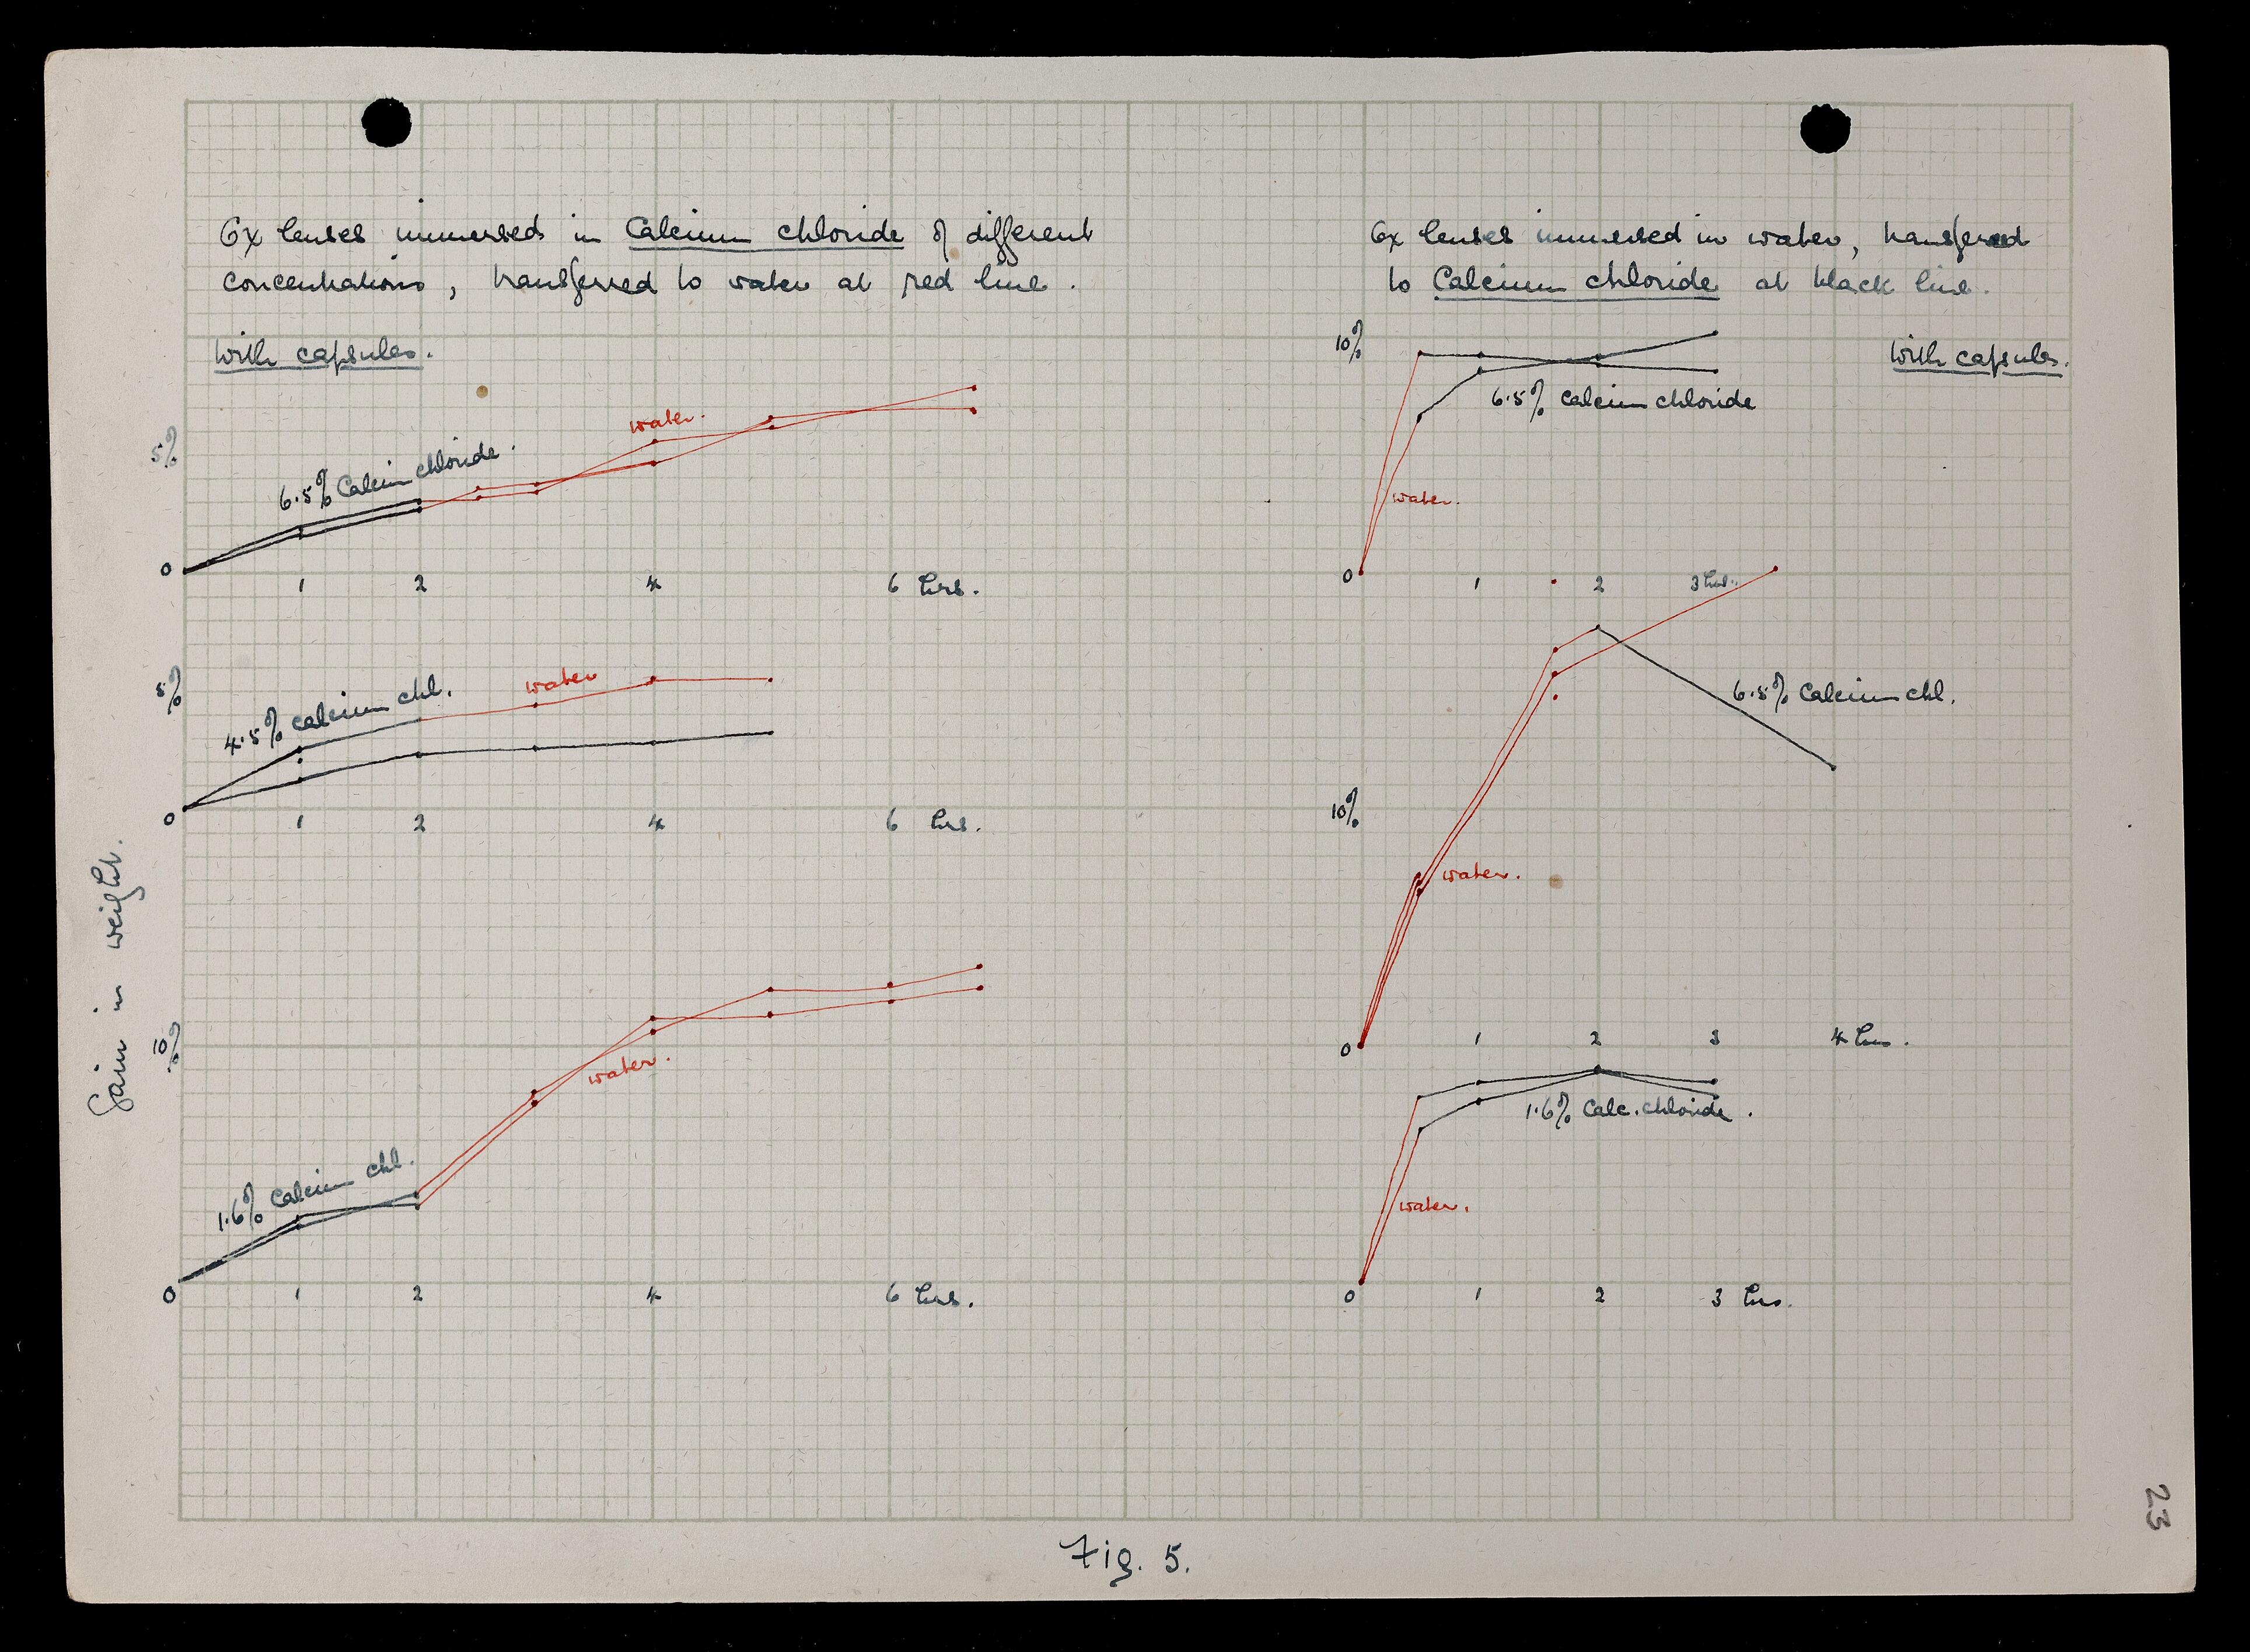 Ox lenses immersed in Calcium chloride of different
concentrations, transferred to water at red line.
With capsules.
5%
6.5% Calcium chloride.
water.
0
1 2 4 6 hrs.
5%
4.5% Calcium chl.
water
0
1 2 4 6 hrs.
Gain in weight.
10%
water.
1.6% Calcium chl.
0
1 2 4 6 hrs.
Ox lenses immersed in water, transferred
to Calcium chloride at black line.
10%
With capsules.
6.5% Calcium chloride
water.
0
1 2 3 hrs.
6.5% Calcium chl.
10%
water.
0
1 2 3 4 hrs.
1.6% Calc. chloride.
water.
0 1 2 3 hrs.
Fig. 5.
23